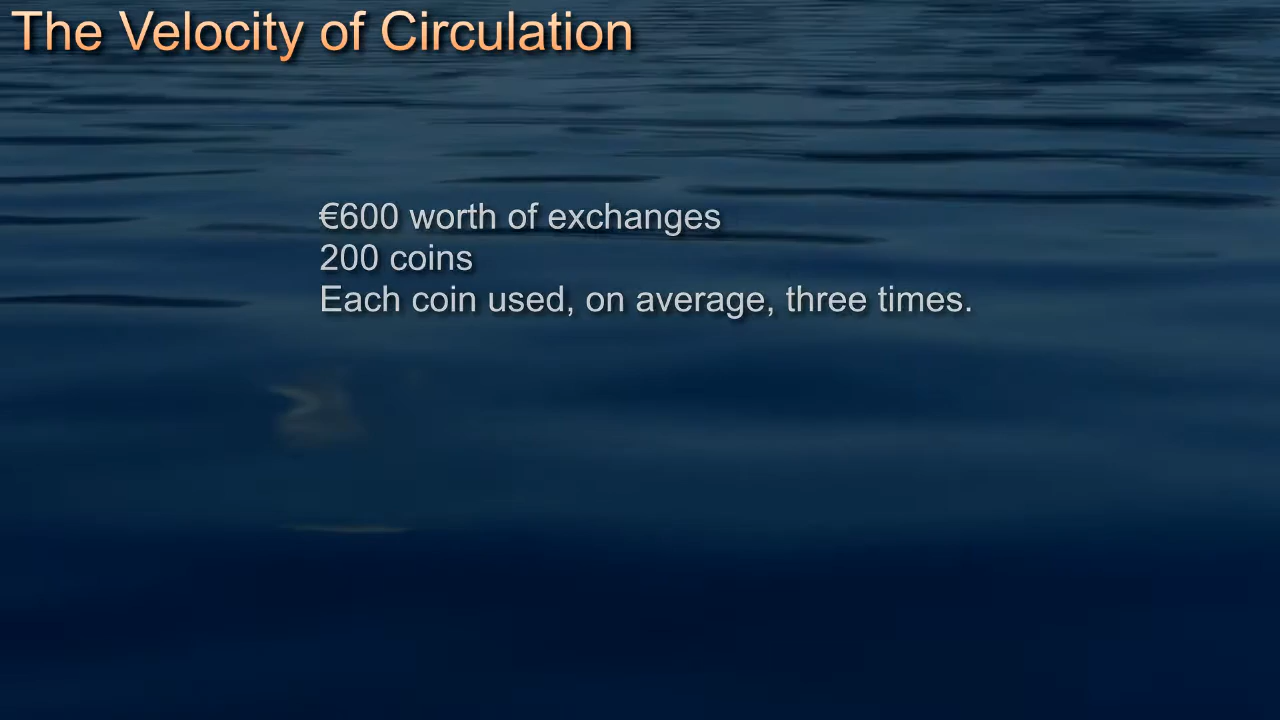 The Velocity of Circulation
€600 worth of exchanges
200 coins
Each coin used, on average, three times.